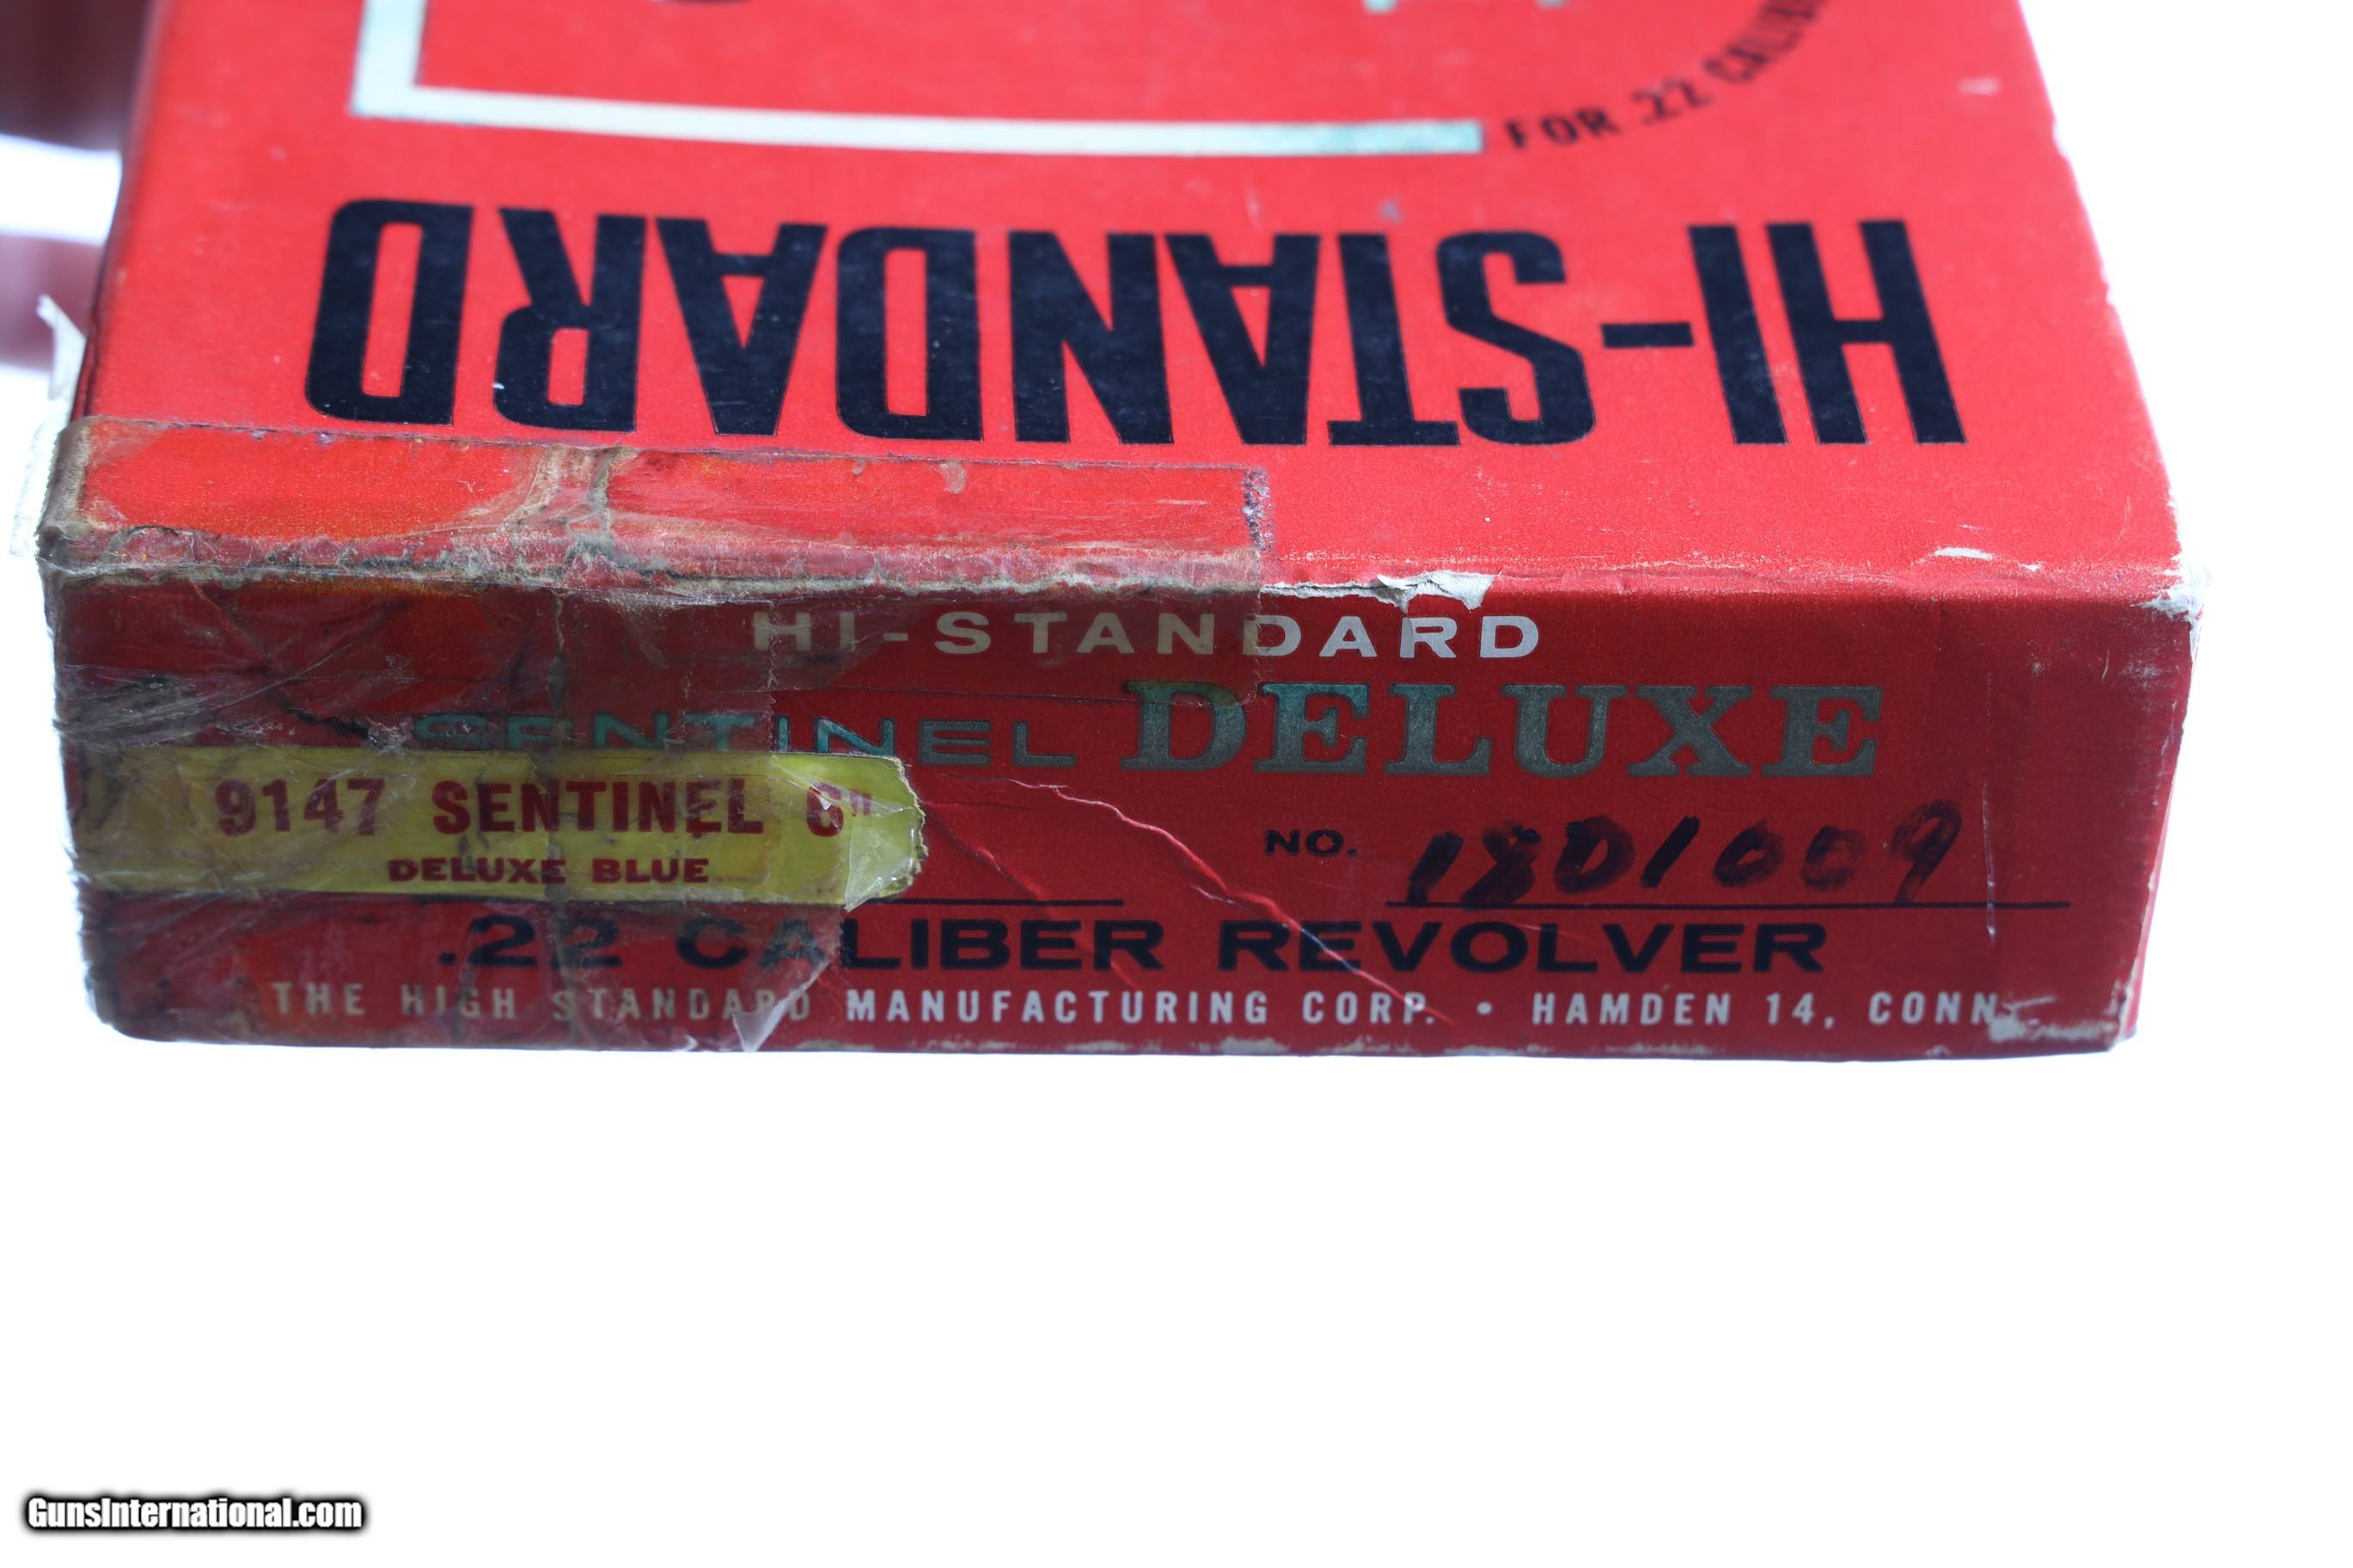 FOR .22 CALIB
HI-STANDARD
HI-STANDARD
SENTINEL DELUXE
9147 SENTINEL 6"
DELUXE BLUE
NO. 1801009
.22 CALIBER REVOLVER
THE HIGH STANDARD MANUFACTURING CORP. • HAMDEN 14, CONN.
GunsInternational.com